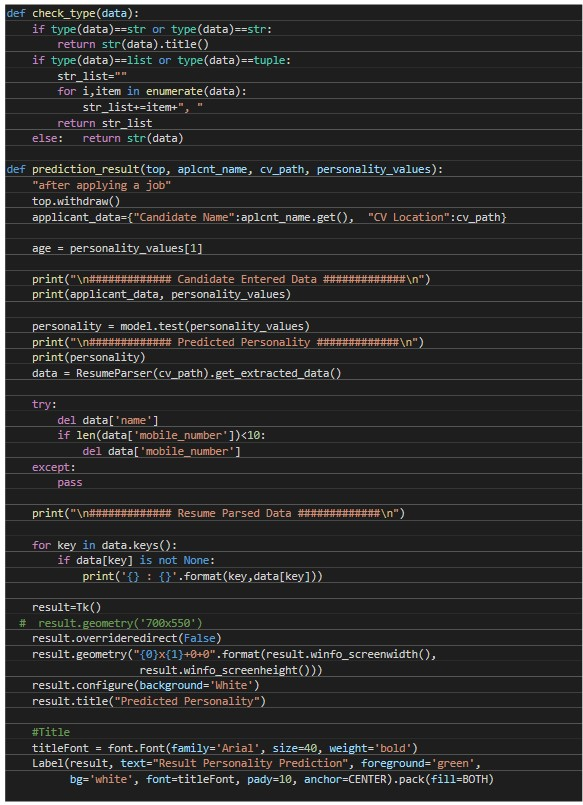 def check_type(data):
    if type(data)==str or type(data)==str:
        return str(data).title()
    if type(data)==list or type(data)==tuple:
        str_list=""
        for i,item in enumerate(data):
            str_list+=item+", "
        return str_list
    else:   return str(data)
def prediction_result(top, aplcnt_name, cv_path, personality_values):
    "after applying a job"
    top.withdraw()
    applicant_data={"Candidate Name":aplcnt_name.get(),  "CV Location":cv_path}
    age = personality_values[1]
    print("\n############# Candidate Entered Data #############\n")
    print(applicant_data, personality_values)
    personality = model.test(personality_values)
    print("\n############# Predicted Personality #############\n")
    print(personality)
    data = ResumeParser(cv_path).get_extracted_data()
    try:
        del data['name']
        if len(data['mobile_number'])<10:
            del data['mobile_number']
    except:
        pass
    print("\n############# Resume Parsed Data #############\n")
    for key in data.keys():
        if data[key] is not None:
            print('{} : {}'.format(key,data[key]))
    result=Tk()
  #  result.geometry('700x550')
    result.overrideredirect(False)
    result.geometry("{0}x{1}+0+0".format(result.winfo_screenwidth(),
                     result.winfo_screenheight()))
    result.configure(background='White')
    result.title("Predicted Personality")
    #Title
    titleFont = font.Font(family='Arial', size=40, weight='bold')
    Label(result, text="Result Personality Prediction", foreground='green',
          bg='white', font=titleFont, pady=10, anchor=CENTER).pack(fill=BOTH)